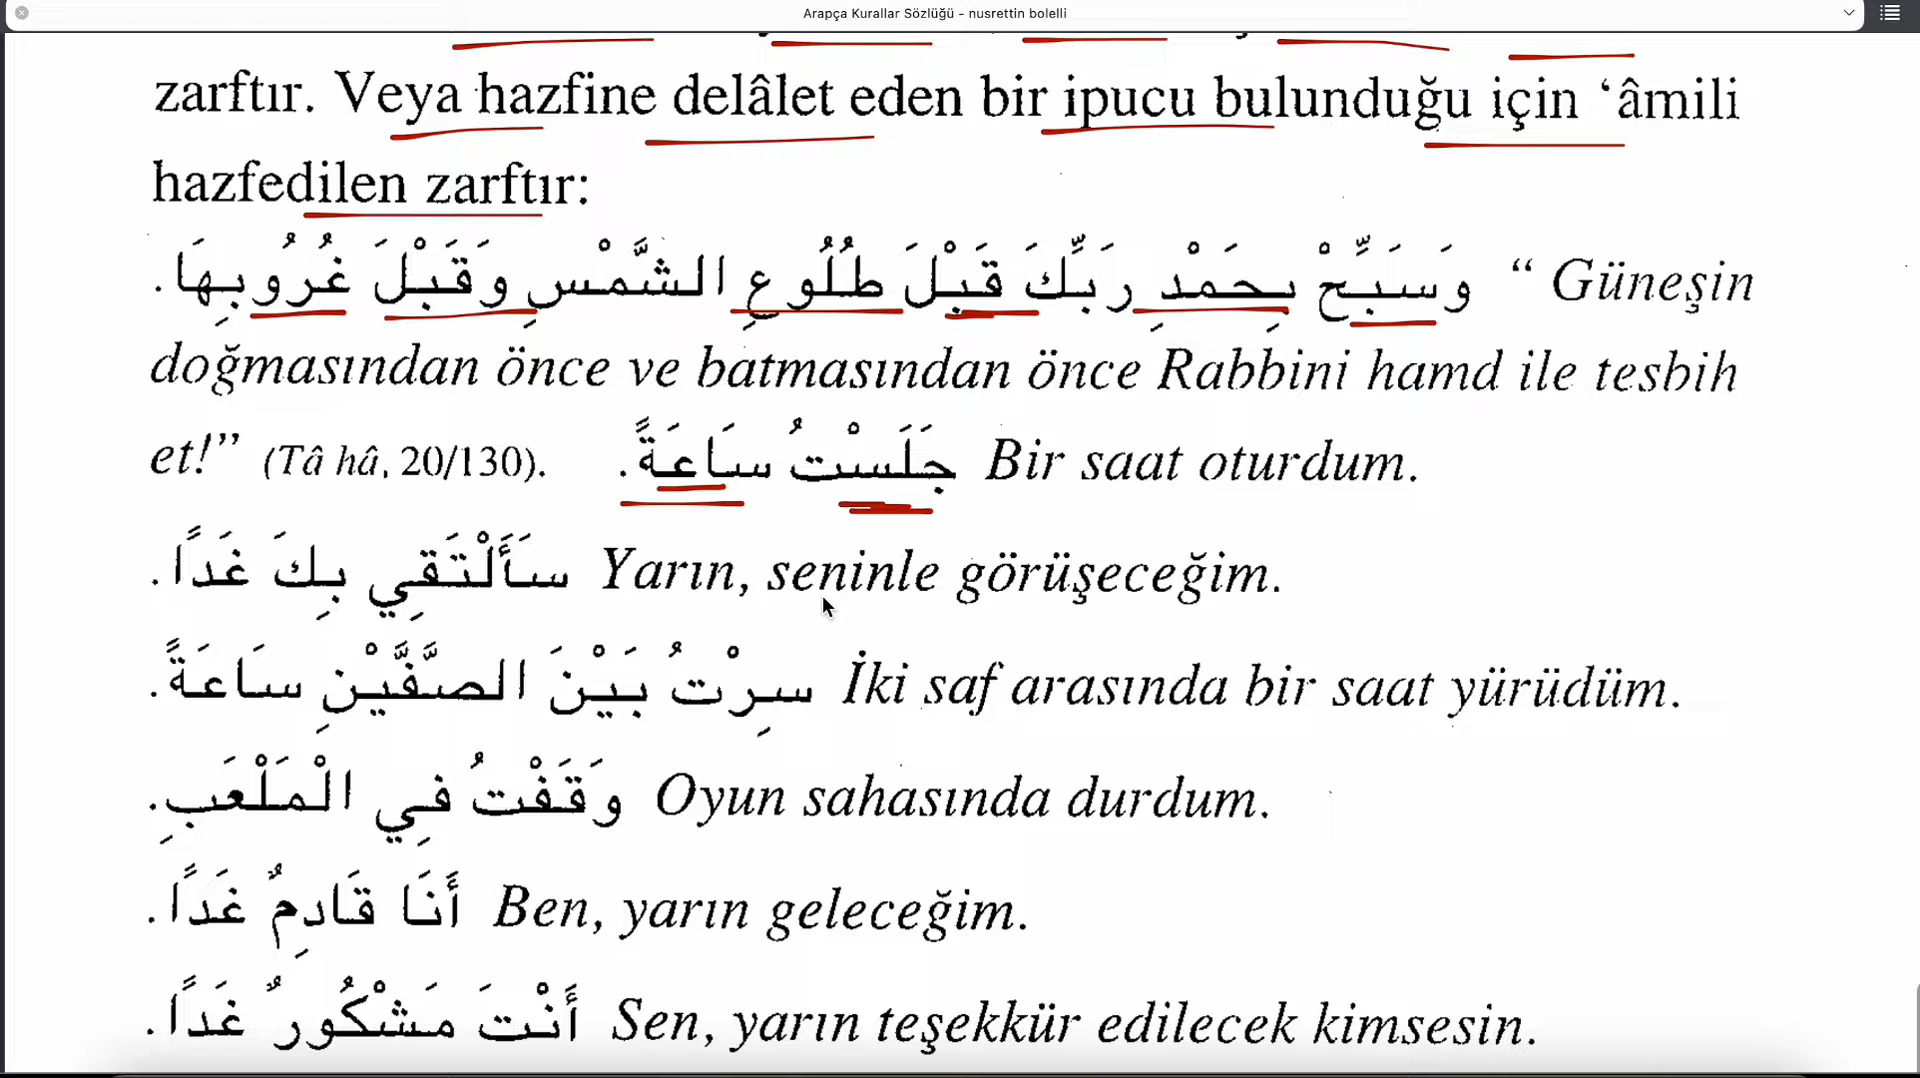 Arapça Kurallar Sözlüğü - nusrettin bolelli
zarftır. Veya hazfine delâlet eden bir ipucu bulunduğu için ‘âmili
hazfedilen zarftır:
وَسَبِّحْ بِحَمْدِ رَبِّكَ قَبْلَ طُلُوعِ الشَّمْسِ وَقَبْلَ غُرُوبِهَا. “ Güneşin
doğmasından önce ve batmasından önce Rabbini hamd ile tesbih
et!” (Tâ hâ, 20/130). جَلَسْتُ سَاعَةً. Bir saat oturdum.
سَأَلْتَقِي بِكَ غَدًا. Yarın, seninle görüşeceğim.
سِرْتُ بَيْنَ الصَّفَّيْنِ سَاعَةً. İki saf arasında bir saat yürüdüm.
وَقَفْتُ فِي الْمَلْعَبِ. Oyun sahasında durdum.
أَنَا قَادِمٌ غَدًا. Ben, yarın geleceğim.
أَنْتَ مَشْكُورٌ غَدًا. Sen, yarın teşekkür edilecek kimsesin.